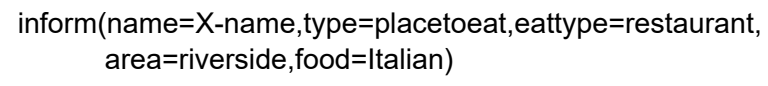 inform(name=X-name,type=placetoeat,eattype=restaurant,
area=riverside,food=Italian)